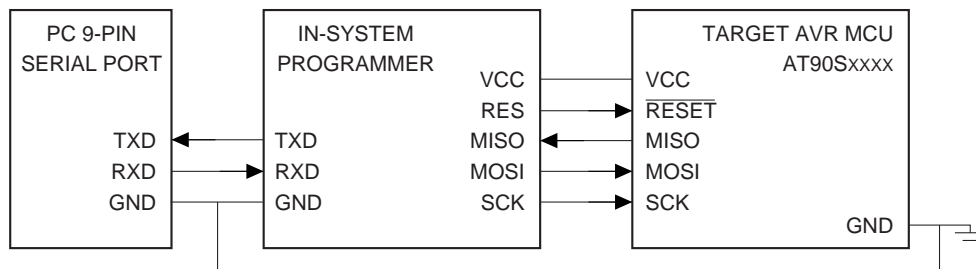 PC 9-PIN
SERIAL PORT
TXD
RXD
GND
IN-SYSTEM
PROGRAMMER
VCC
RES
MISO
MOSI
SCK
TXD
RXD
GND
TARGET AVR MCU
AT90SXXXX
VCC
RESET
MISO
MOSI
SCK
GND